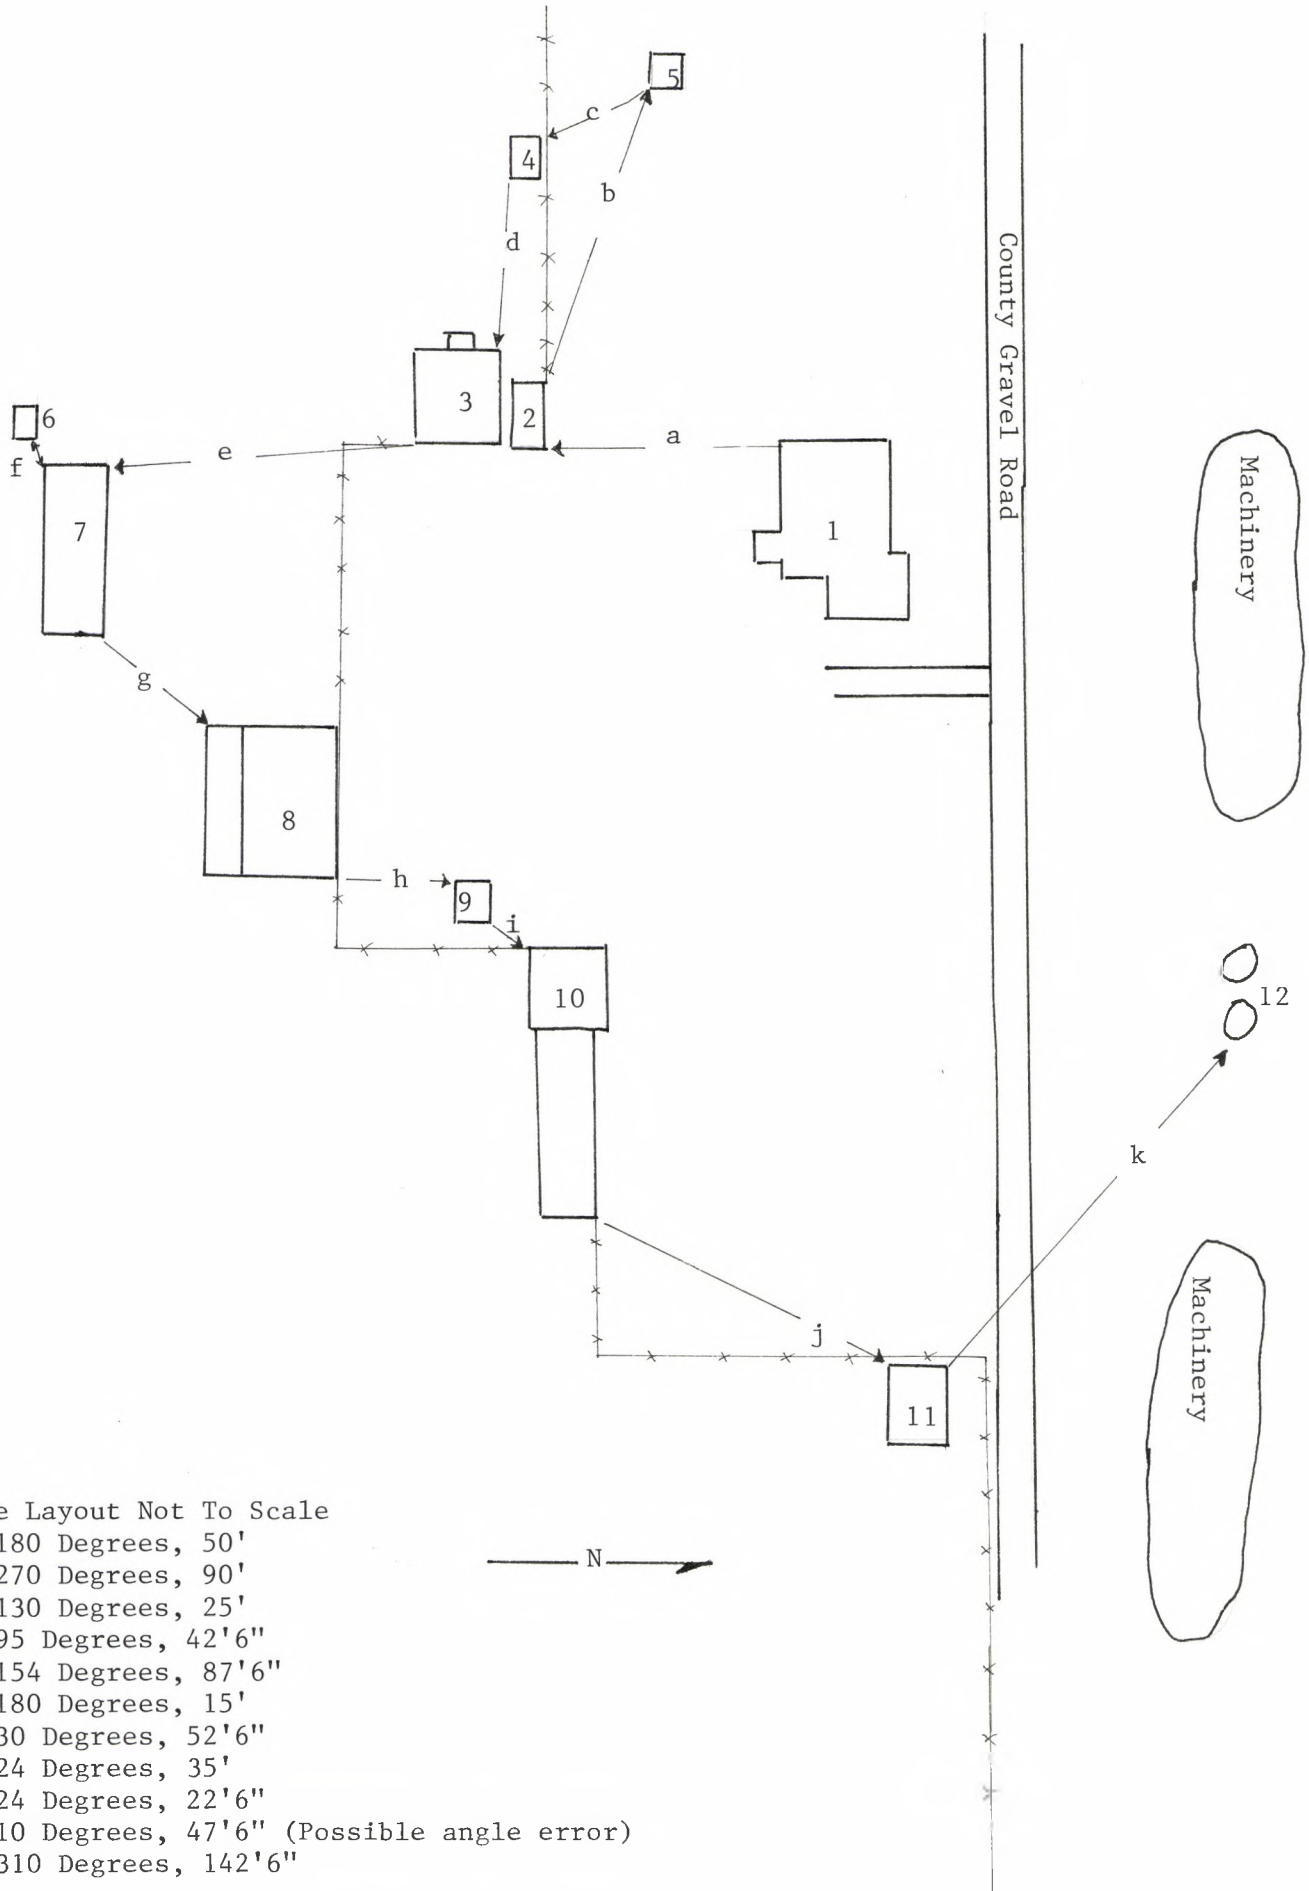 5
c
4
b
d
County Gravel Road
3
2
6
a
e
f
Machinery
7
1
g
8
h
9
i
10
12
k
j
Machinery
11
e Layout Not To Scale
180 Degrees, 50'
270 Degrees, 90'
130 Degrees, 25'
95 Degrees, 42'6"
154 Degrees, 87'6"
180 Degrees, 15'
30 Degrees, 52'6"
24 Degrees, 35'
24 Degrees, 22'6"
10 Degrees, 47'6" (Possible angle error)
310 Degrees, 142'6"
N